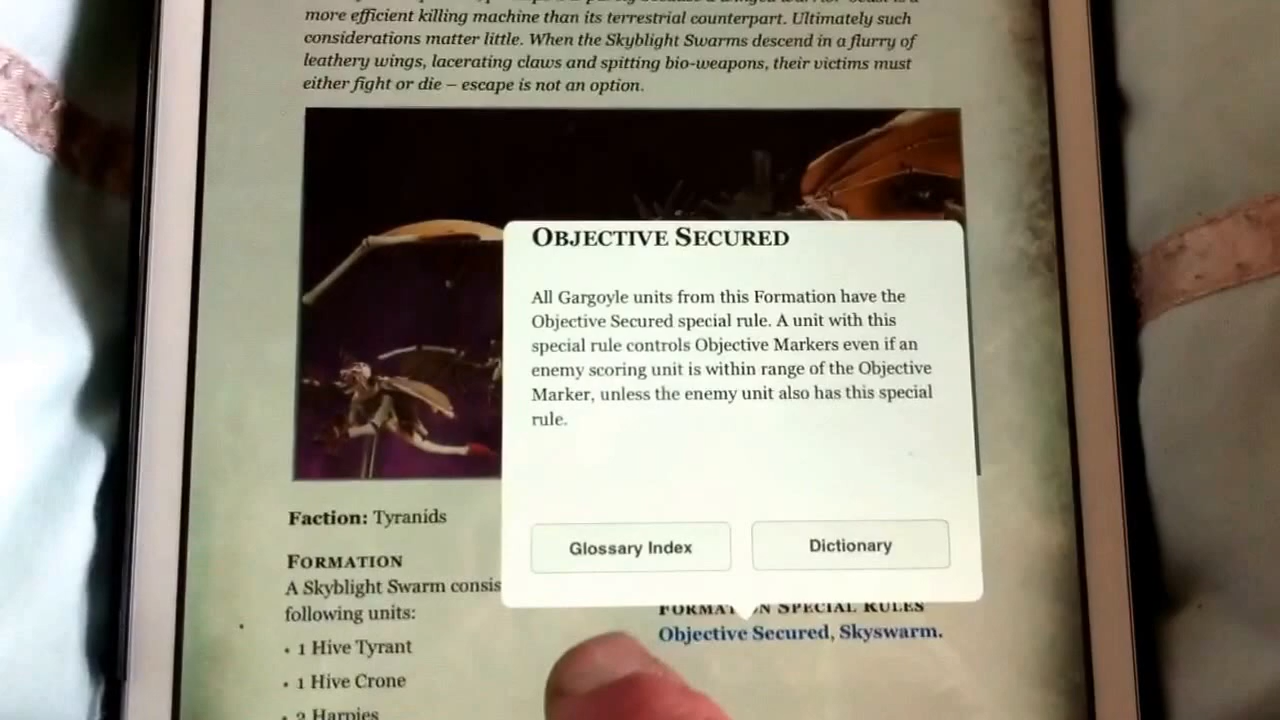 more efficient killing machine than its terrestrial counterpart. Ultimately such
considerations matter little. When the Skyblight Swarms descend in a flurry of
leathery wings, lacerating claws and spitting bio-weapons, their victims must
either fight or die – escape is not an option.
OBJECTIVE SECURED
All Gargoyle units from this Formation have the
Objective Secured special rule. A unit with this
special rule controls Objective Markers even if an
enemy scoring unit is within range of the Objective
Marker, unless the enemy unit also has this special
rule.
Glossary Index
Dictionary
Faction: Tyranids
FORMATION
A Skyblight Swarm consis
following units:
• 1 Hive Tyrant
• 1 Hive Crone
• 2 Harpies
FORMATION SPECIAL RULES
Objective Secured, Skyswarm.